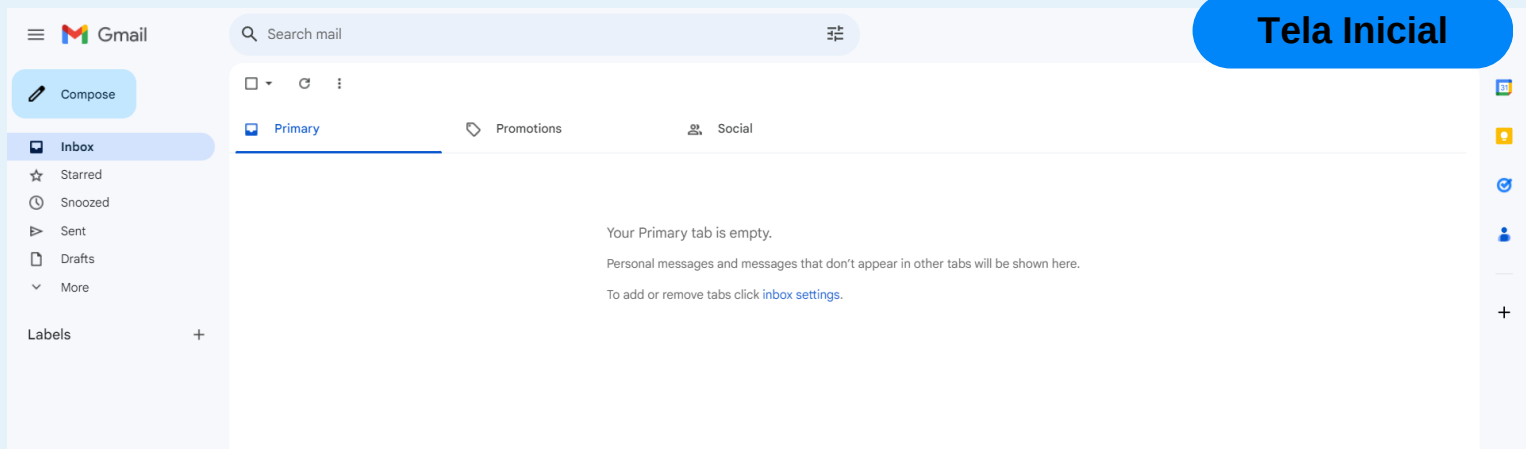 Gmail
Search mail
Tela Inicial
Compose
31
Primary
Promotions
Social
Inbox
Starred
Snoozed
Sent
Drafts
More
Your Primary tab is empty.
Personal messages and messages that don't appear in other tabs will be shown here.
To add or remove tabs click inbox settings.
Labels